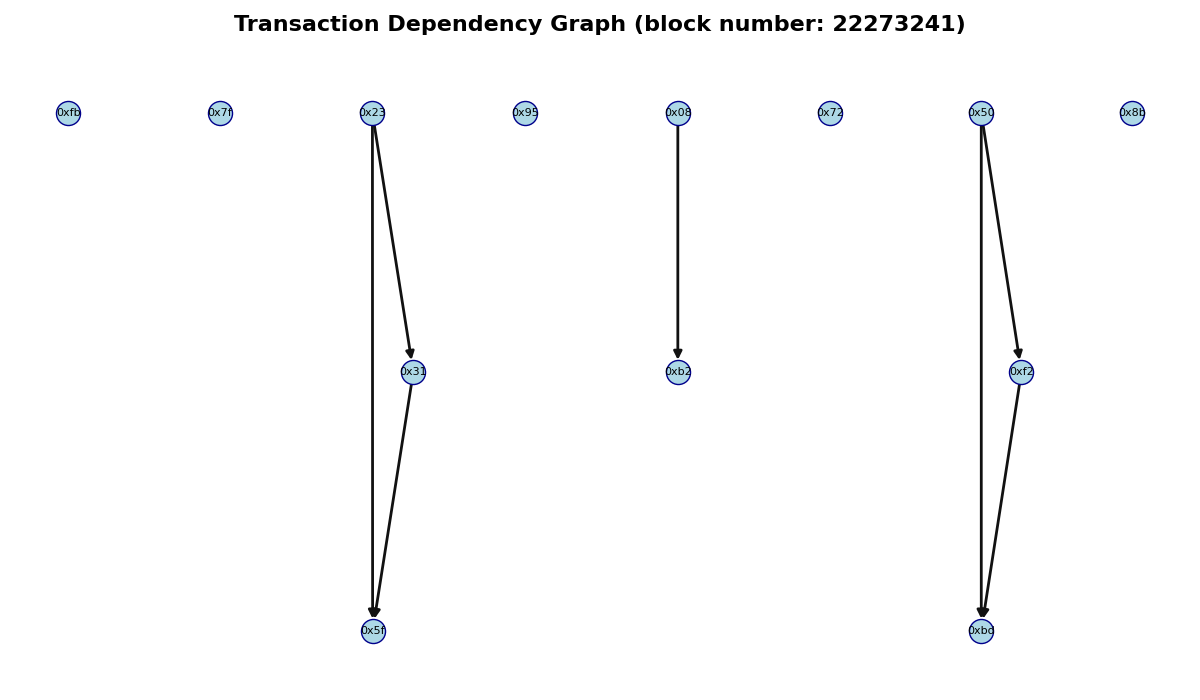 Transaction Dependency Graph (block number: 22273241)
0xfb 0x7f 0x23 0x95 0x08 0x72 0x50 0x8b
0x31 0xb2 0xf2
0x5f 0xbd